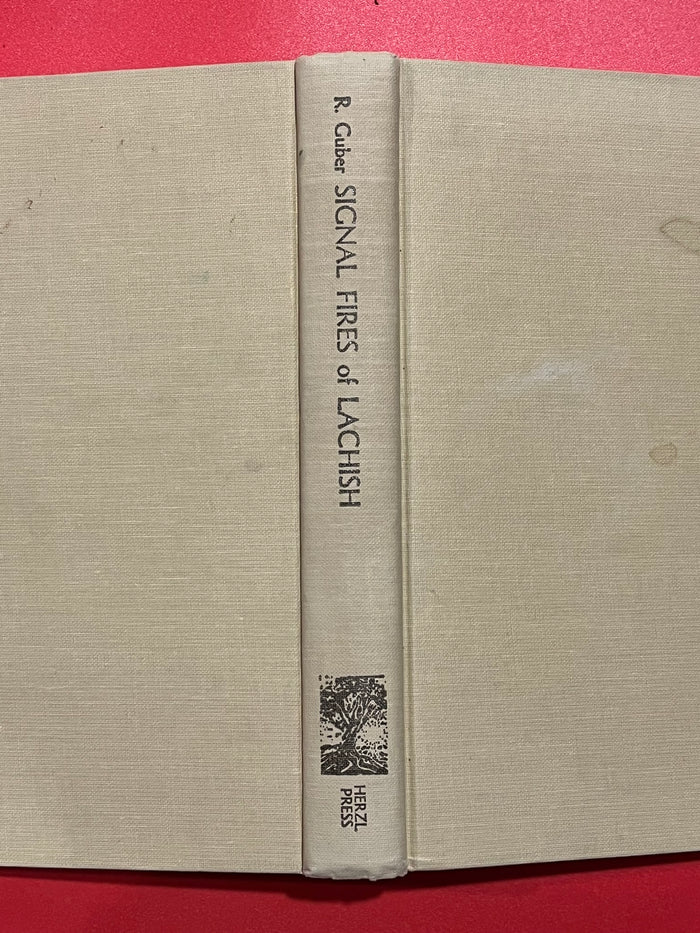 R. Guber SIGNAL FIRES of LACHISH
HERZL
PRESS